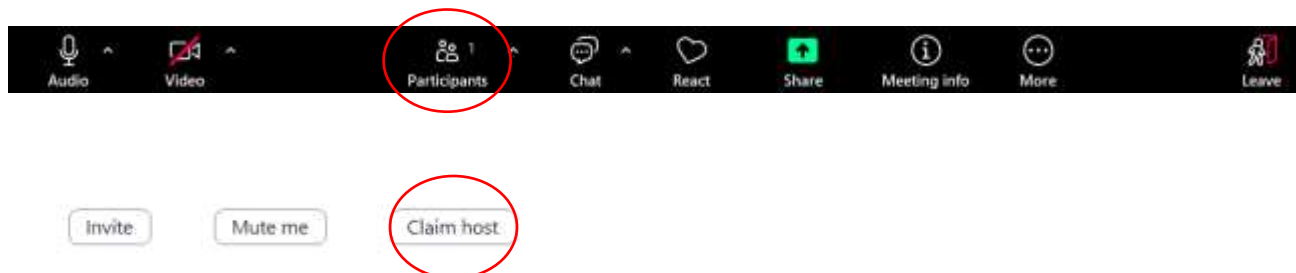 1
Audio Video Participants Chat React Share Meeting info More Leave
Invite Mute me Claim host